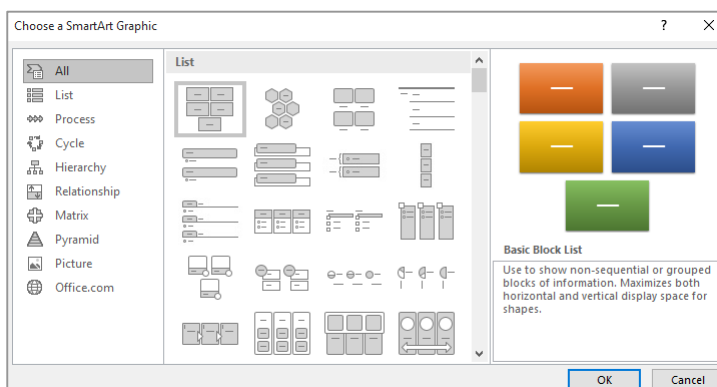 Choose a SmartArt Graphic
?
All
List
Process
Cycle
Hierarchy
Relationship
Matrix
Pyramid
Picture
Office.com
List
Basic Block List
Use to show non-sequential or grouped
blocks of information. Maximizes both
horizontal and vertical display space for
shapes.
OK
Cancel